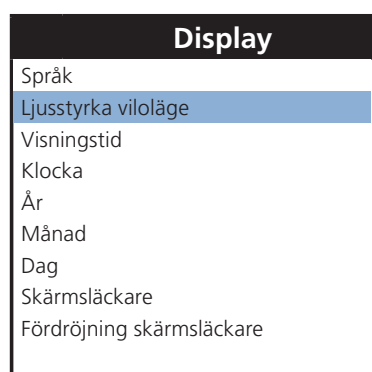 Display
Språk
Ljusstyrka viloläge
Visningstid
Klocka
År
Månad
Dag
Skärmsläckare
Fördröjning skärmsläckare